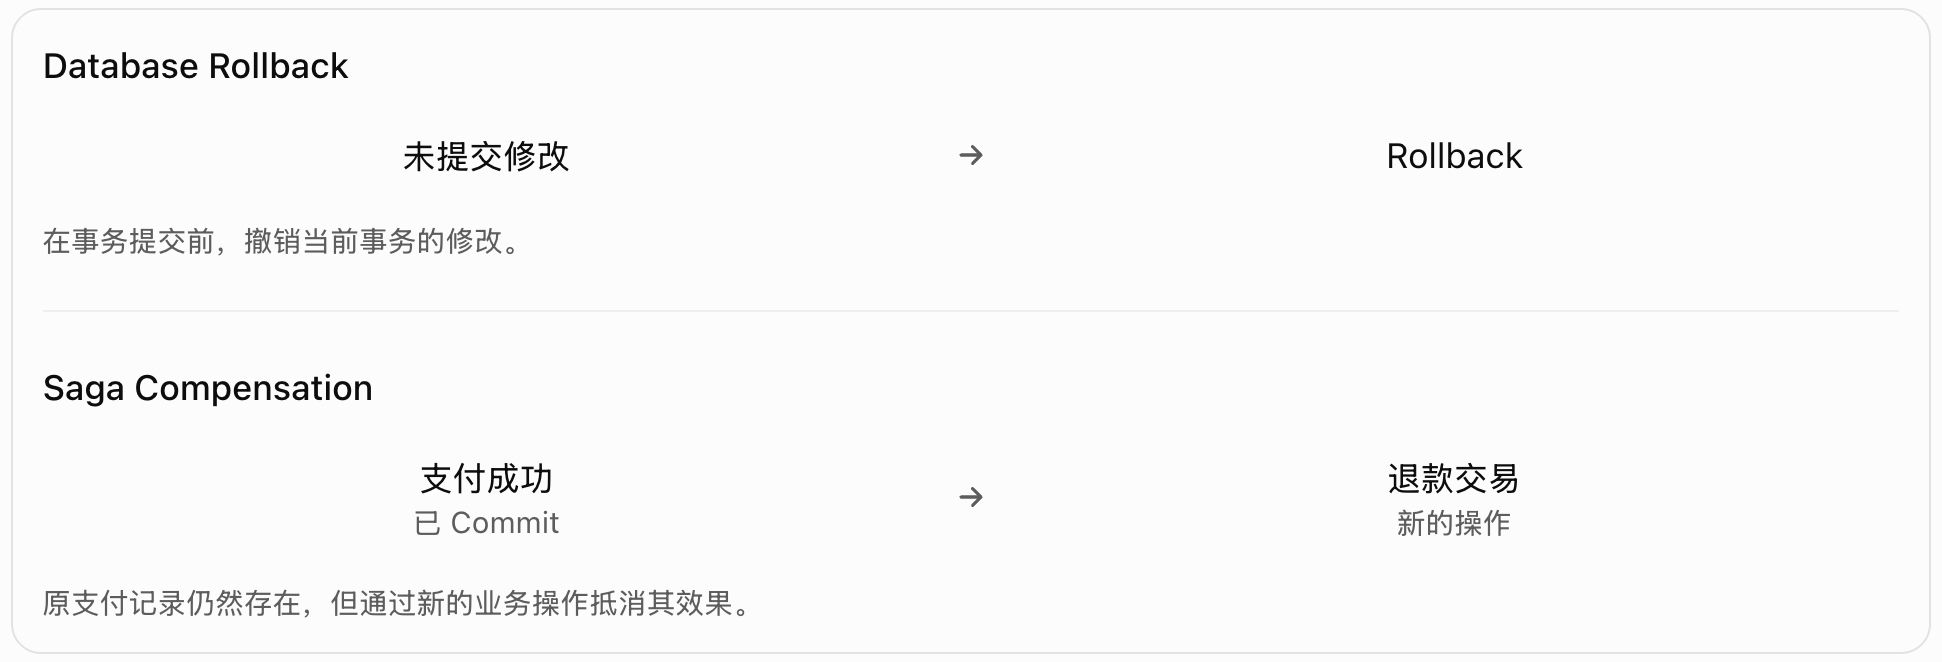 Database Rollback
未提交修改 → Rollback
在事务提交前，撤销当前事务的修改。
Saga Compensation
支付成功 → 退款交易
已 Commit 新的操作
原支付记录仍然存在，但通过新的业务操作抵消其效果。